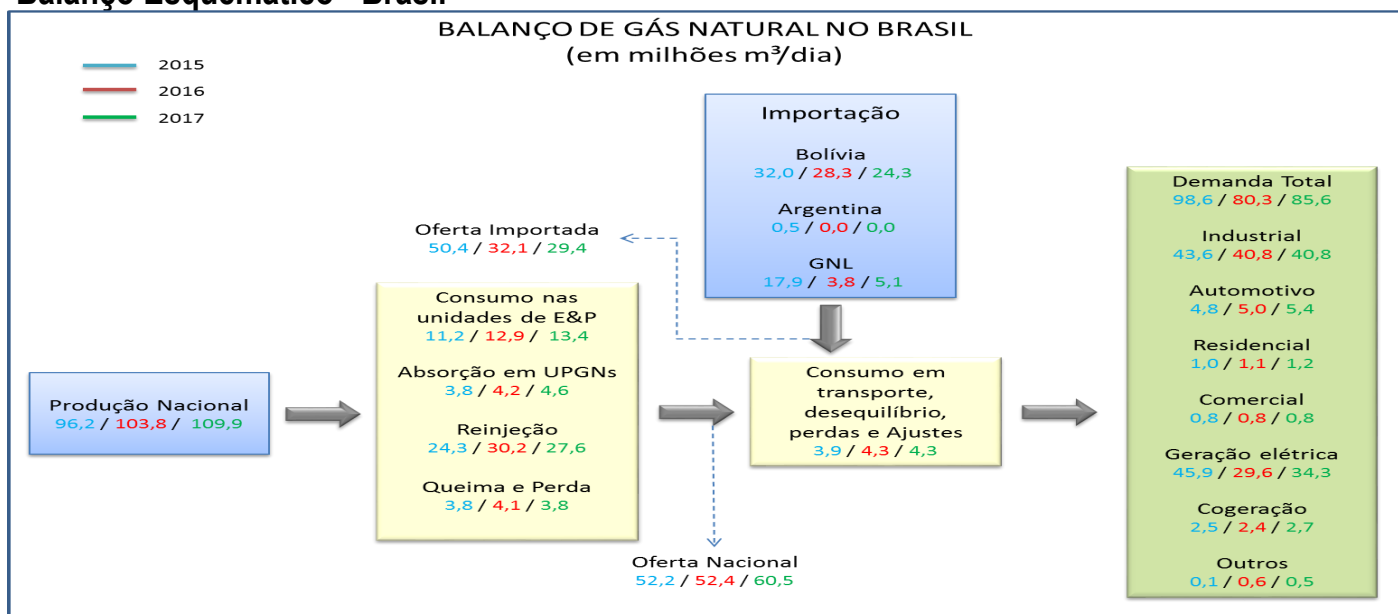 Balanço Esquemático - Brasil
BALANÇO DE GÁS NATURAL NO BRASIL
(em milhões m³/dia)
2015
2016
2017
Importação
Bolívia
32,0 / 28,3 / 24,3
Argentina
0,5 / 0,0 / 0,0
GNL
17,9 / 3,8 / 5,1
Oferta Importada
50,4 / 32,1 / 29,4
Produção Nacional
96,2 / 103,8 / 109,9
Consumo nas
unidades de E&P
11,2 / 12,9 / 13,4
Absorção em UPGNs
3,8 / 4,2 / 4,6
Reinjeção
24,3 / 30,2 / 27,6
Queima e Perda
3,8 / 4,1 / 3,8
Oferta Nacional
52,2 / 52,4 / 60,5
Consumo em
transporte,
desequilíbrio,
perdas e Ajustes
3,9 / 4,3 / 4,3
Demanda Total
98,6 / 80,3 / 85,6
Industrial
43,6 / 40,8 / 40,8
Automotivo
4,8 / 5,0 / 5,4
Residencial
1,0 / 1,1 / 1,2
Comercial
0,8 / 0,8 / 0,8
Geração elétrica
45,9 / 29,6 / 34,3
Cogeração
2,5 / 2,4 / 2,7
Outros
0,1 / 0,6 / 0,5